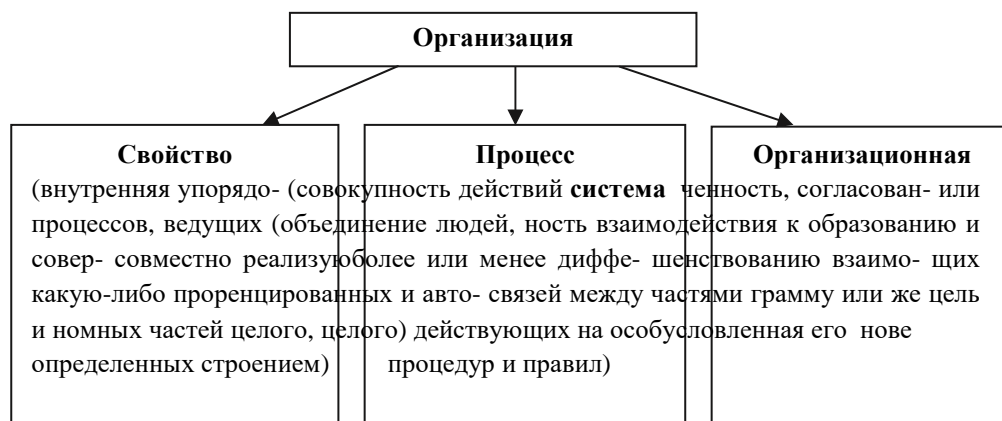 Организация
Свойство Процесс Организационная
(внутренняя упорядо- (совокупность действий система ченность, согласован- или
процессов, ведущих (объединение людей, ность взаимодействия к образованию и
совер- совместно реализуюболее или менее диффе- шенствованию взаимо- щих
какую-либо проренцированных и авто- связей между частями грамму или же цель
и номных частей целого, целого) действующих на особусловленная его нове
определенных строением) процедур и правил)